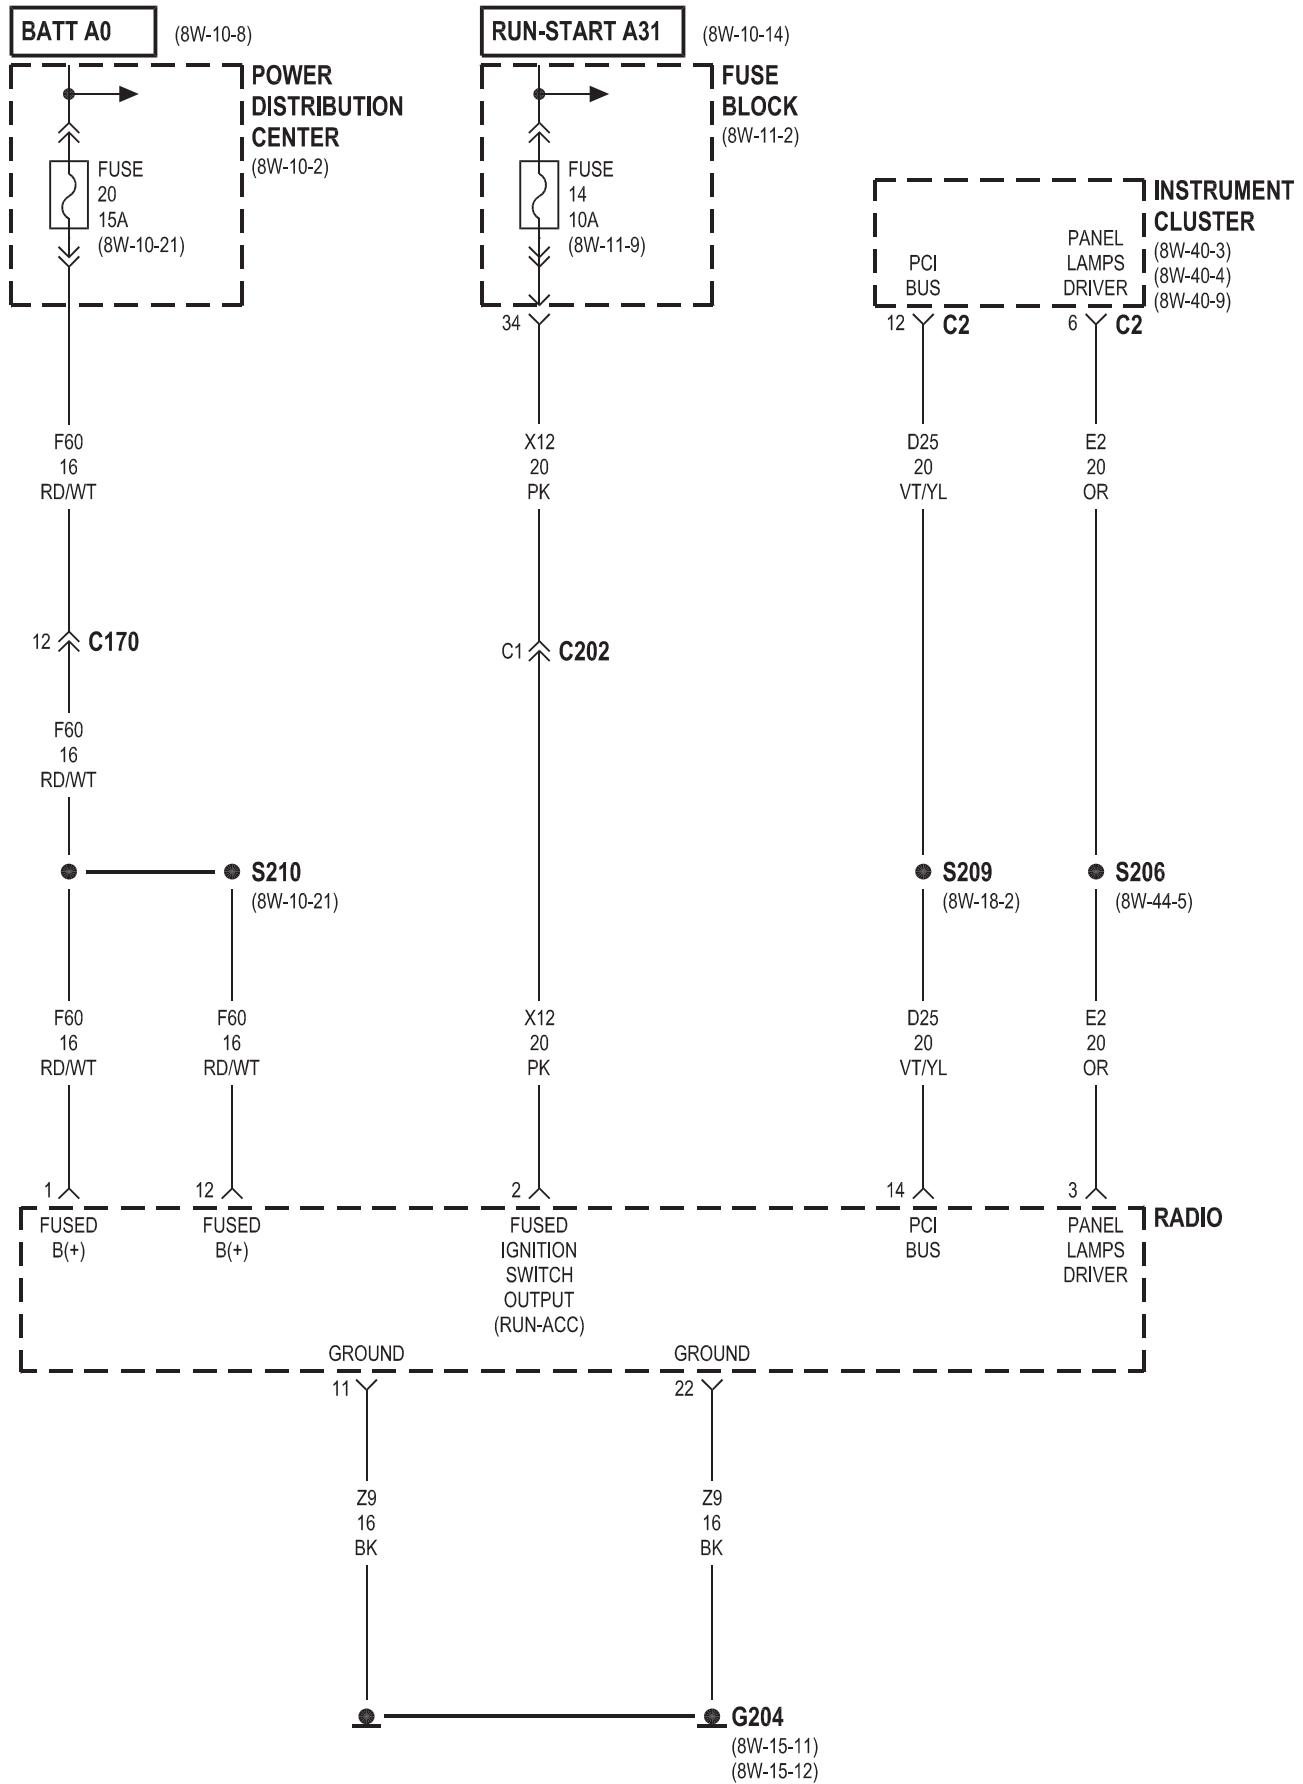 BATT A0
(8W-10-8)
RUN-START A31
(8W-10-14)
POWER
DISTRIBUTION
CENTER
(8W-10-2)
FUSE
20
15A
(8W-10-21)
FUSE
BLOCK
(8W-11-2)
FUSE
14
10A
(8W-11-9)
INSTRUMENT
CLUSTER
(8W-40-3)
(8W-40-4)
(8W-40-9)
PCI
BUS
PANEL
LAMPS
DRIVER
34
12
C2
6
C2
F60
16
RD/WT
X12
20
PK
D25
20
VT/YL
E2
20
OR
12
C170
C1
C202
F60
16
RD/WT
S210
(8W-10-21)
S209
(8W-18-2)
S206
(8W-44-5)
F60
16
RD/WT
F60
16
RD/WT
X12
20
PK
D25
20
VT/YL
E2
20
OR
1
12
2
14
3
RADIO
FUSED
B(+)
FUSED
B(+)
FUSED
IGNITION
SWITCH
OUTPUT
(RUN-ACC)
PCI
BUS
PANEL
LAMPS
DRIVER
GROUND
GROUND
11
22
Z9
16
BK
Z9
16
BK
G204
(8W-15-11)
(8W-15-12)